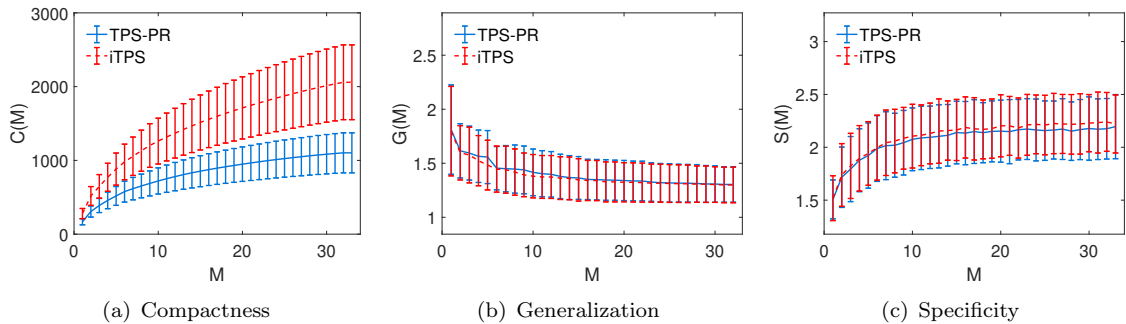 3000
2000
1000
0
C(M)
TPS-PR
iTPS
0 10 20 30
M
(a) Compactness
2.5
2
1.5
1
G(M)
TPS-PR
iTPS
0 10 20 30
M
(b) Generalization
3
2.5
2
1.5
S(M)
TPS-PR
iTPS
0 10 20 30
M
(c) Specificity